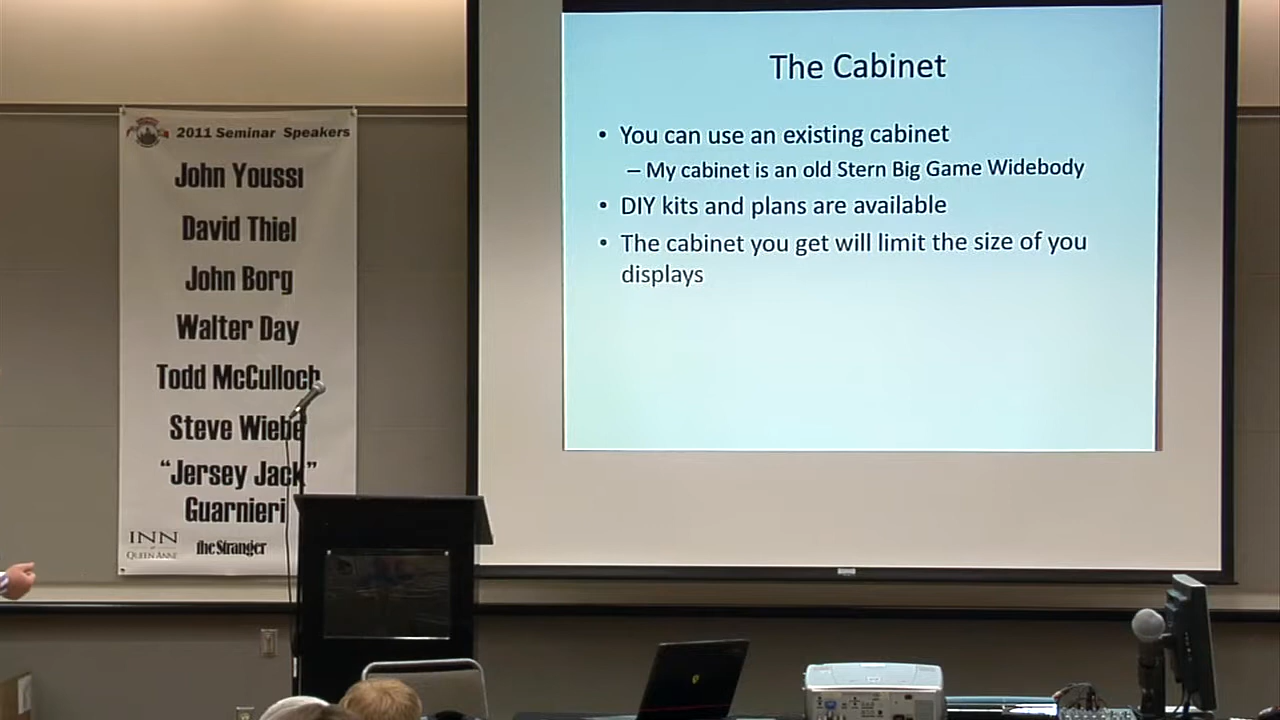 2011 Seminar Speakers
John Youssi
David Thiel
John Borg
Walter Day
Todd McCulloch
Steve Wiebe
“Jersey Jack”
Guarnieri
INN
at
QUEEN ANNE
the Stranger
The Cabinet
• You can use an existing cabinet
– My cabinet is an old Stern Big Game Widebody
• DIY kits and plans are available
• The cabinet you get will limit the size of you
displays